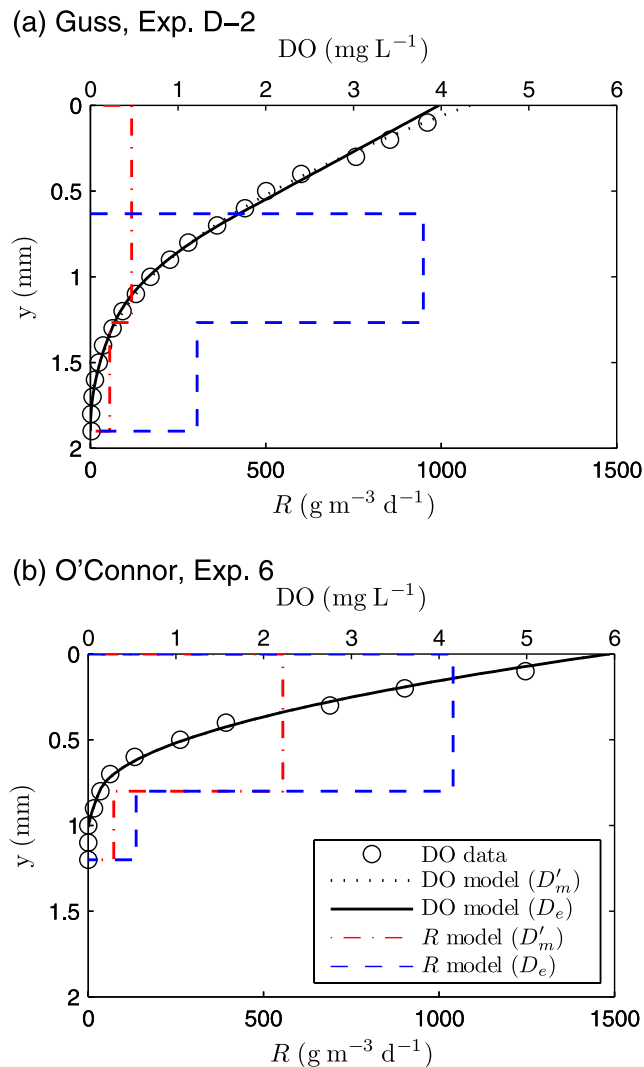 (a) Guss, Exp. D−2
DO (mg L⁻¹)
0 1 2 3 4 5 6
0
0.5
1
1.5
2
y (mm)
0 500 1000 1500
R (g m⁻³ d⁻¹)
(b) O'Connor, Exp. 6
DO (mg L⁻¹)
0 1 2 3 4 5 6
0
0.5
1
1.5
2
y (mm)
DO data
DO model (D′ₘ)
DO model (Dₑ)
R model (D′ₘ)
R model (Dₑ)
0 500 1000 1500
R (g m⁻³ d⁻¹)